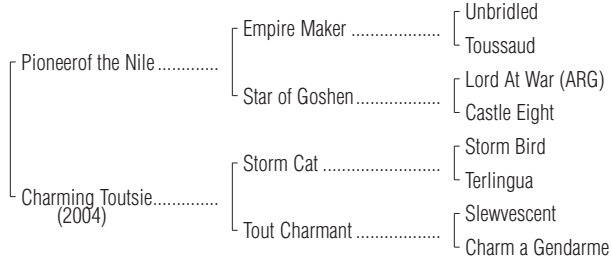 Unbridled
Empire Maker ..................
Toussaud
Pioneerof the Nile .............
Lord At War (ARG)
Star of Goshen ..................
Castle Eight
Storm Bird
Storm Cat .........................
Terlingua
Charming Toutsie ..............
(2004)
Slewvescent
Tout Charmant ..................
Charm a Gendarme